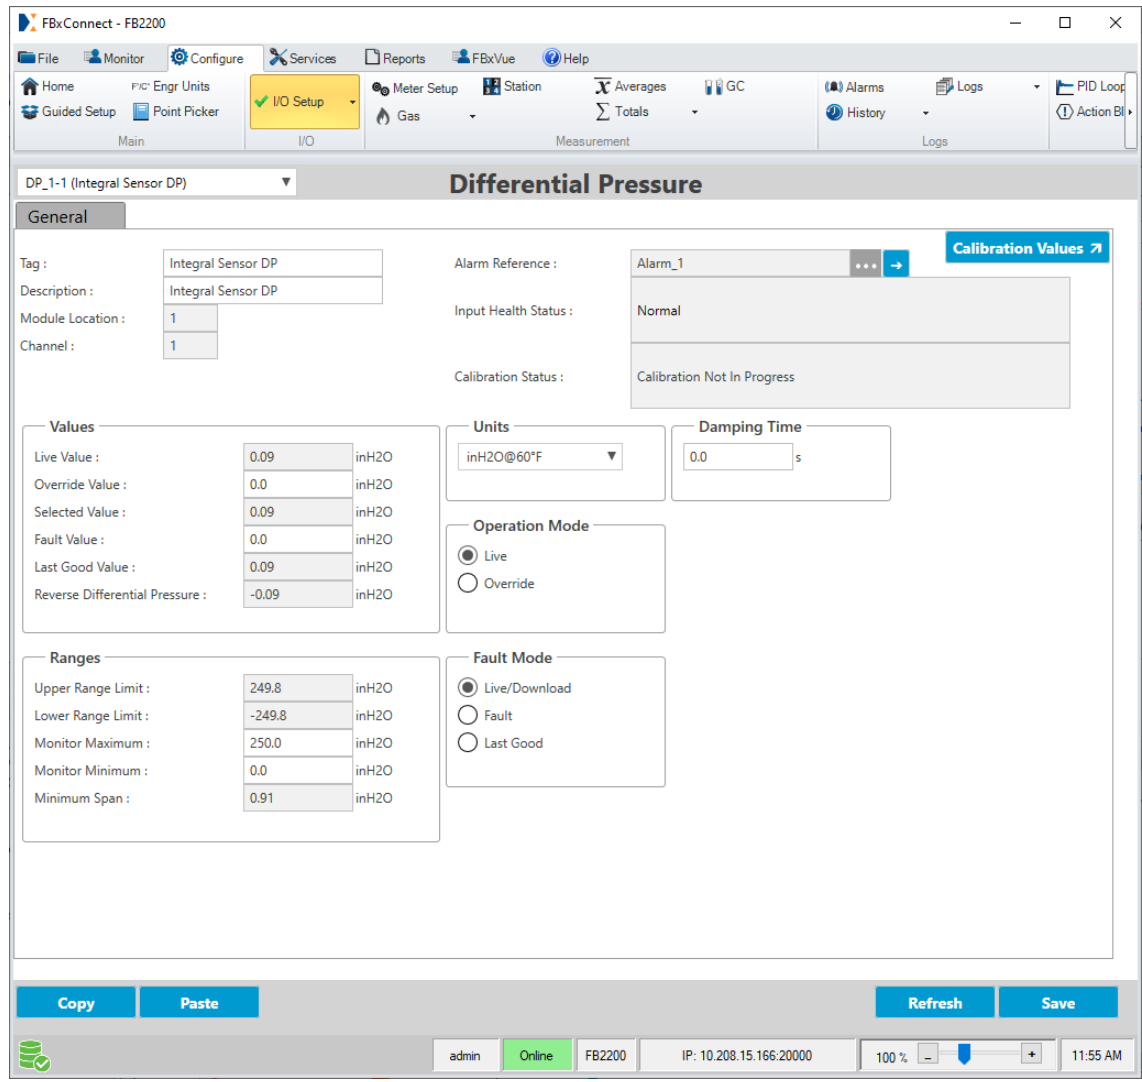 FBxConnect - FB2200
File Monitor Configure Services Reports FBxVue Help
Home F/C° Engr Units I/O Setup Meter Setup Station x Averages GC Alarms Logs PID Loop
Guided Setup Point Picker Gas Σ Totals History Action Bl
Main I/O Measurement Logs
DP_1-1 (Integral Sensor DP) Differential Pressure
General
Calibration Values
Tag : Integral Sensor DP Alarm Reference : Alarm_1 ...
Description : Integral Sensor DP
Module Location : 1 Input Health Status : Normal
Channel : 1
Calibration Status : Calibration Not In Progress
Values Units Damping Time
Live Value : 0.09 inH2O inH2O@60°F 0.0 s
Override Value : 0.0 inH2O
Selected Value : 0.09 inH2O
Operation Mode
Fault Value : 0.0 inH2O
Live
Last Good Value : 0.09 inH2O
Override
Reverse Differential Pressure : -0.09 inH2O
Ranges Fault Mode
Upper Range Limit : 249.8 inH2O Live/Download
Lower Range Limit : -249.8 inH2O Fault
Monitor Maximum : 250.0 inH2O Last Good
Monitor Minimum : 0.0 inH2O
Minimum Span : 0.91 inH2O
Copy Paste Refresh Save
admin Online FB2200 IP: 10.208.15.166:20000 100 % - + 11:55 AM